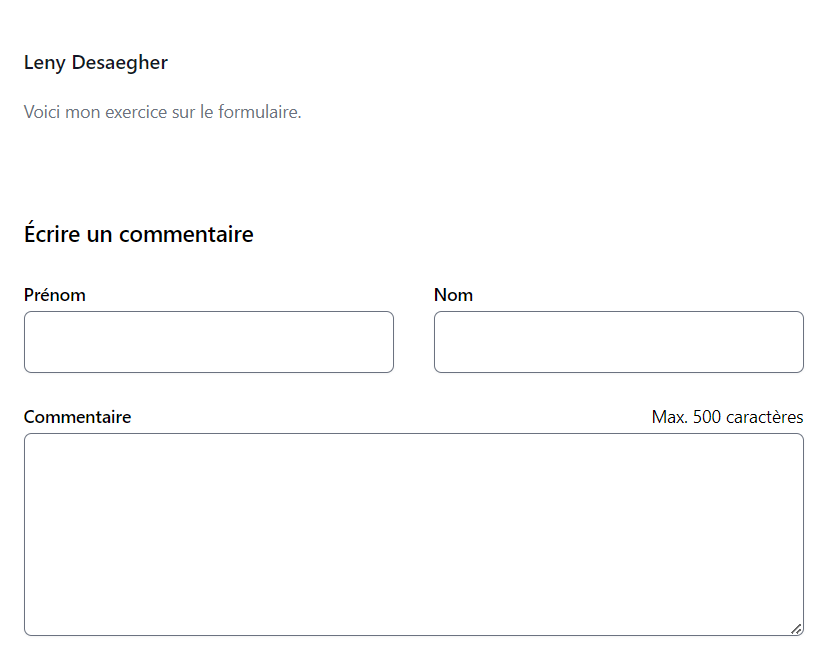 Leny Desaegher
Voici mon exercice sur le formulaire.
Écrire un commentaire
Prénom
Nom
Commentaire
Max. 500 caractères